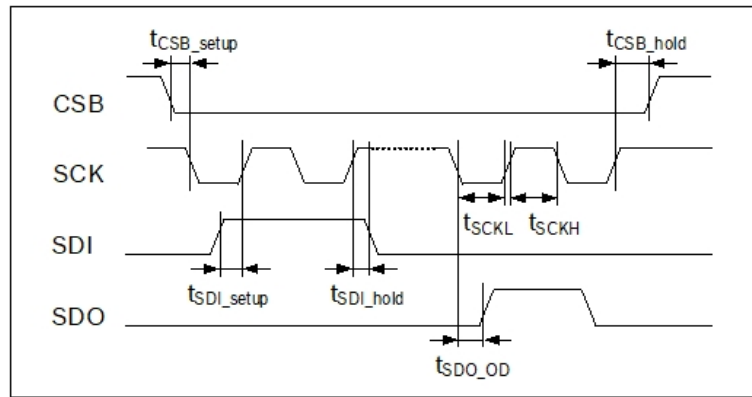 tCSB_setup
tCSB_hold
CSB
SCK
tSCKL
tSCKH
SDI
tSDI_setup
tSDI_hold
SDO
tSDO_OD